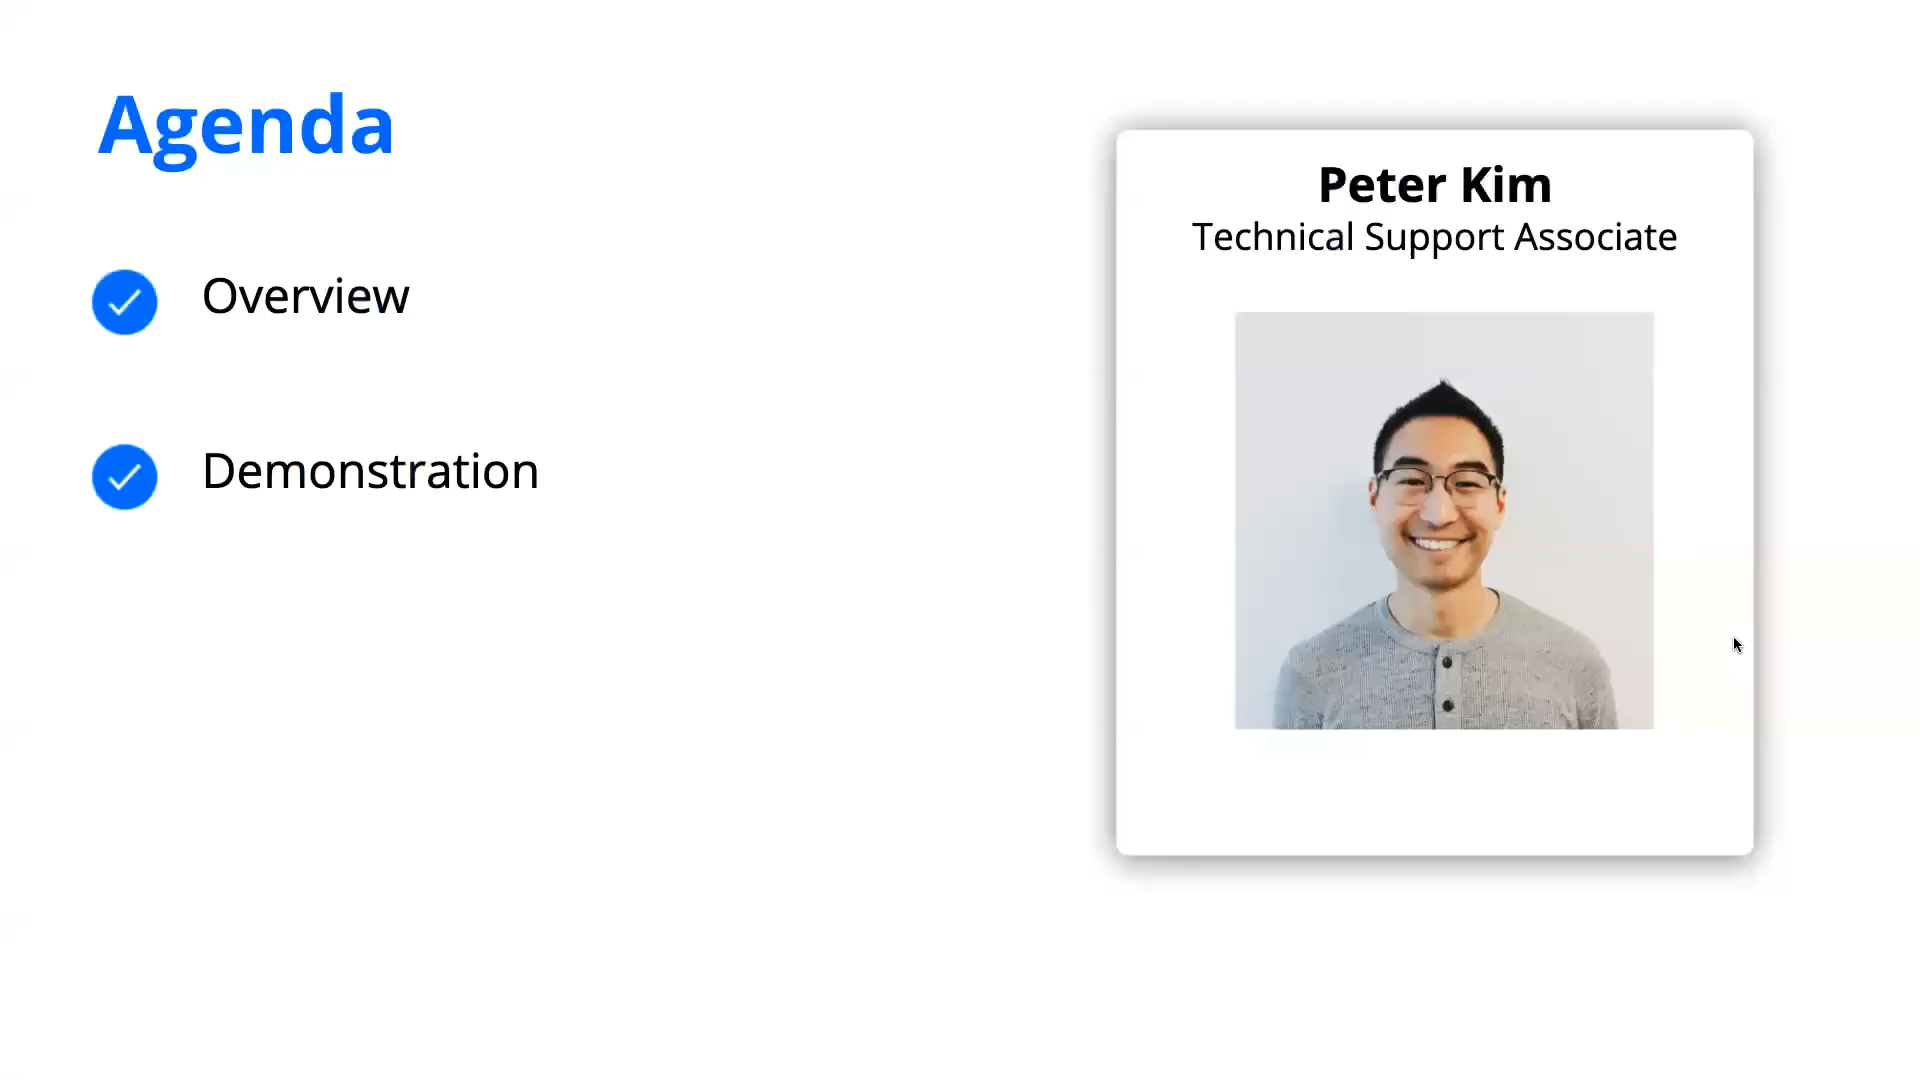 Agenda
Overview
Demonstration
Peter Kim
Technical Support Associate